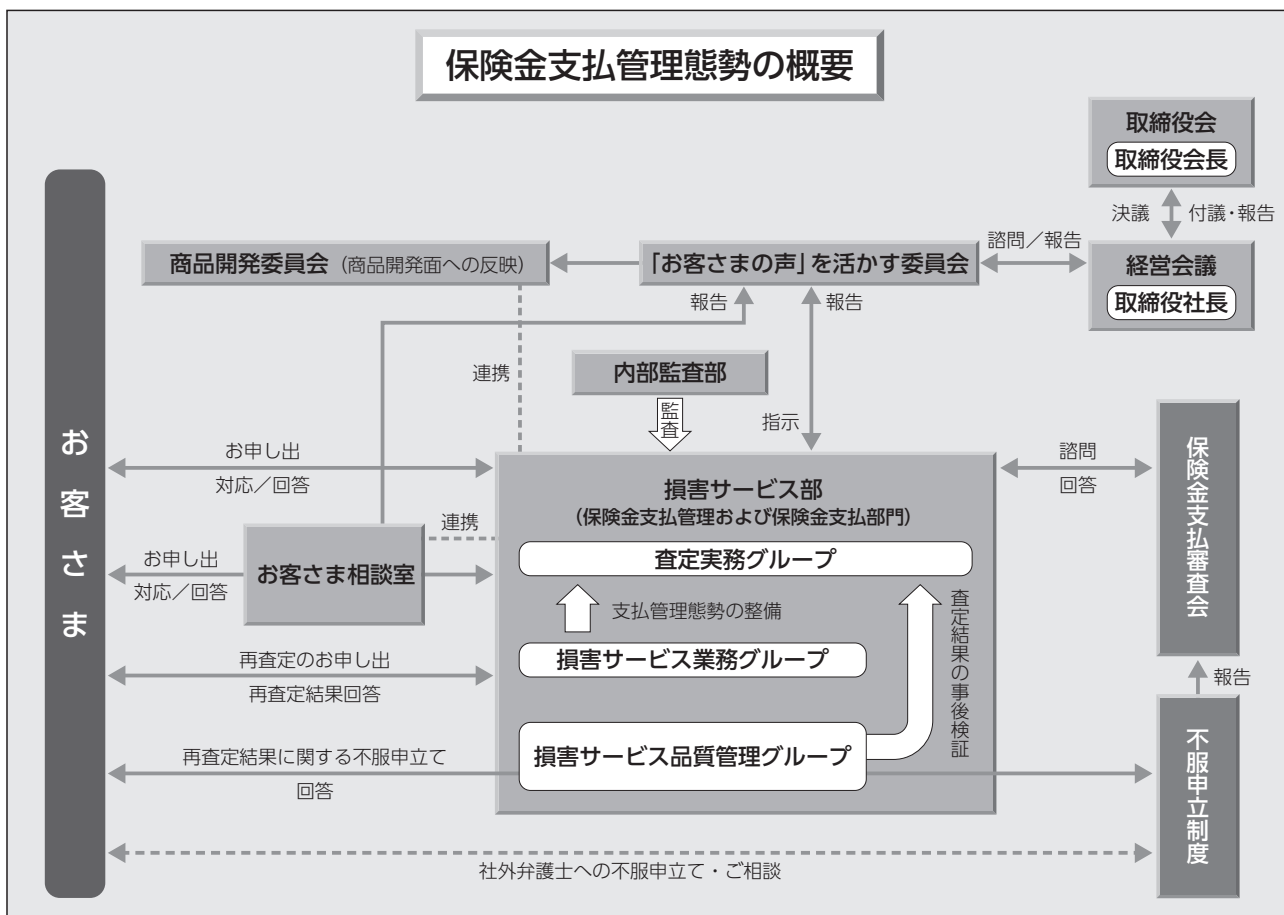 保険金支払管理態勢の概要
取締役会
取締役会長
決議
付議・報告
商品開発委員会（商品開発面への反映）
「お客さまの声」を活かす委員会
諮問／報告
経営会議
取締役社長
報告
報告
連携
内部監査部
監査
指示
お客さま
お申し出
対応／回答
連携
お申し出
対応／回答
お客さま相談室
損害サービス部
（保険金支払管理および保険金支払部門）
査定実務グループ
支払管理態勢の整備
損害サービス業務グループ
査定結果の事後検証
損害サービス品質管理グループ
諮問
回答
保険金支払審査会
報告
不服申立制度
再査定のお申し出
再査定結果回答
再査定結果に関する不服申立て
回答
社外弁護士への不服申立て・ご相談